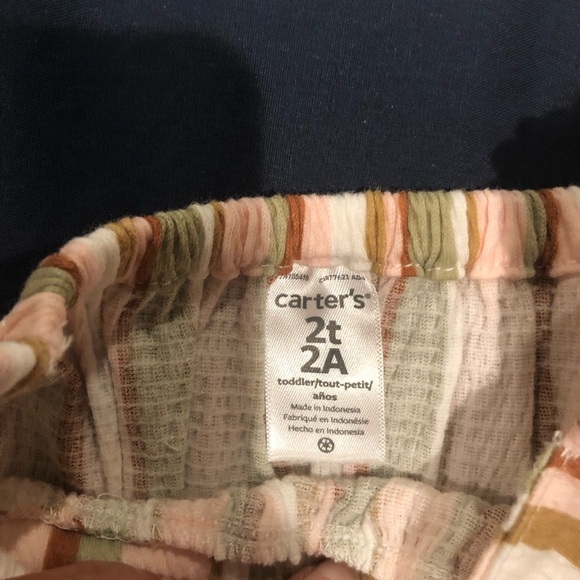 carter's®
2t
2A
toddler/tout-petit/
años
Made in Indonesia
Fabriqué en Indonésie
Hecho en Indonesia